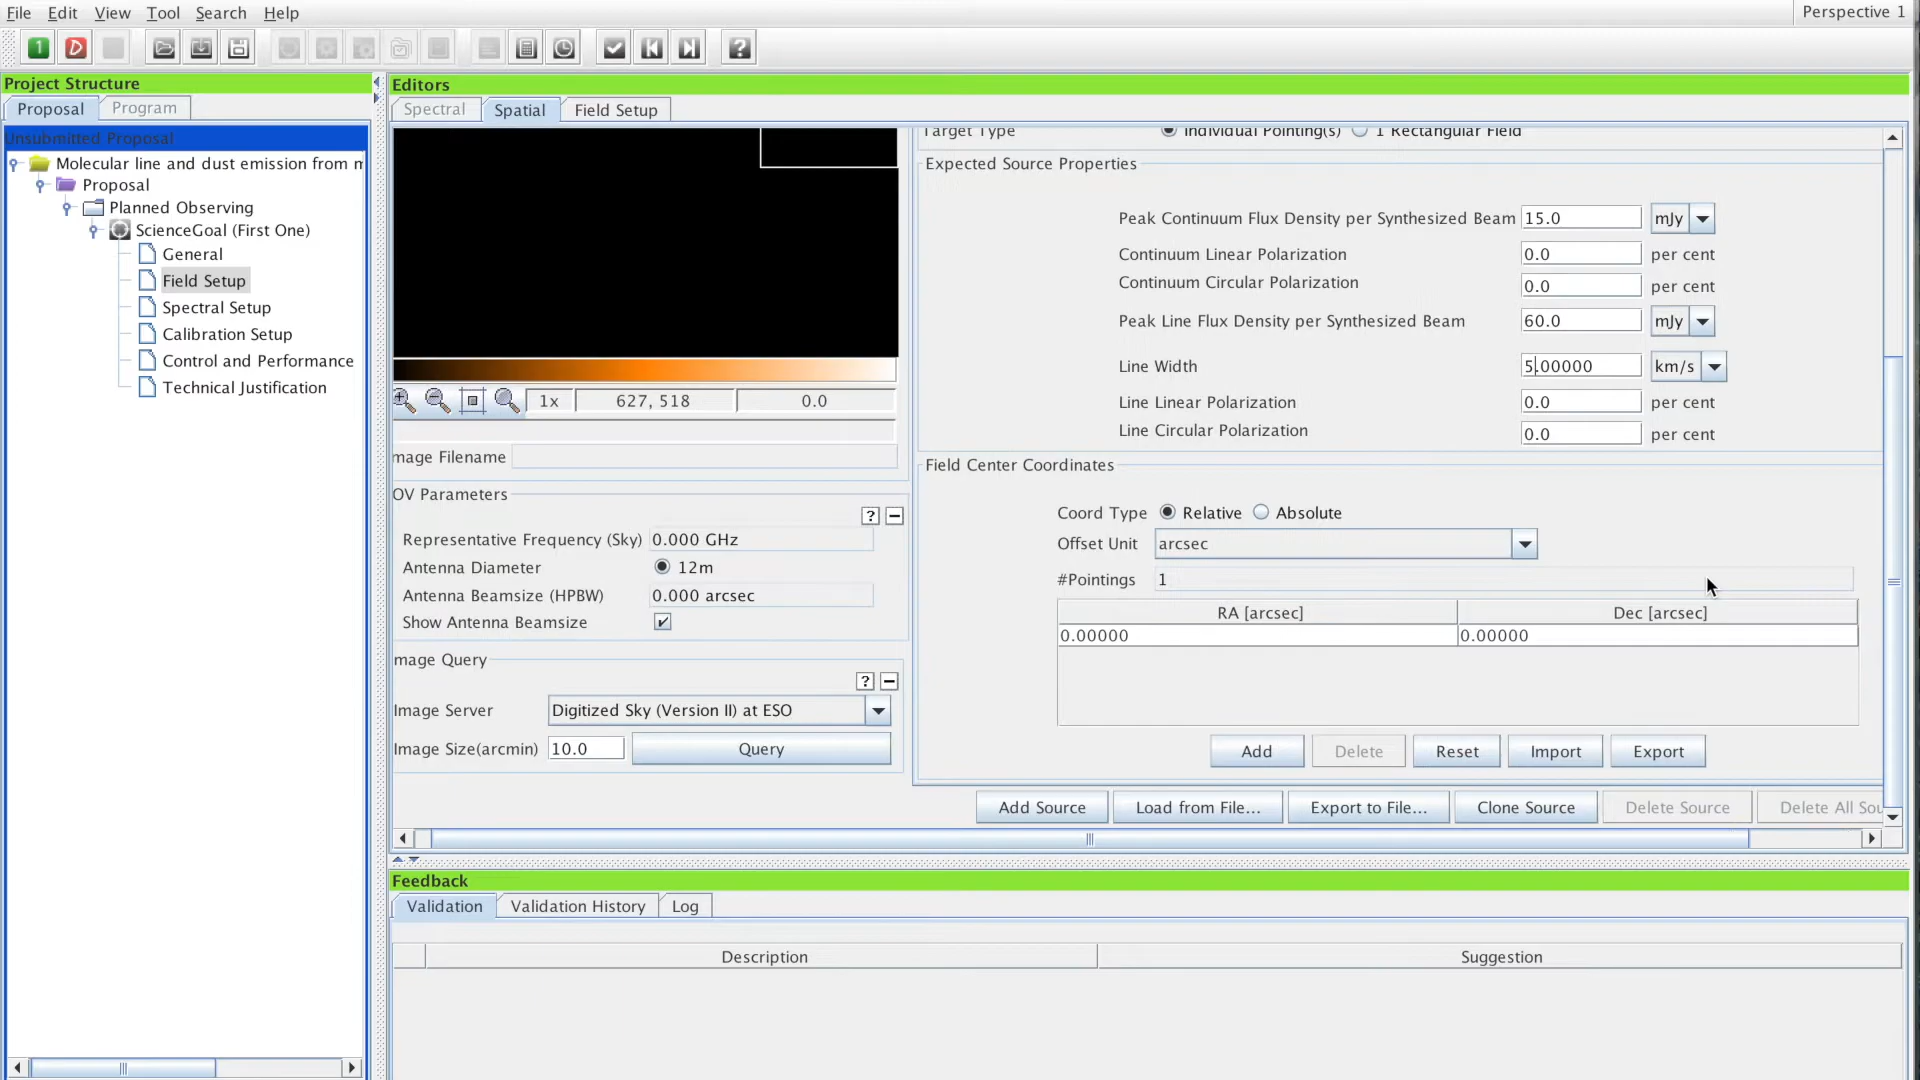 File Edit View Tool Search Help
Perspective 1
1 D ?
Project Structure
Proposal Program
Unsubmitted Proposal
Molecular line and dust emission from
Proposal
Planned Observing
ScienceGoal (First One)
General
Field Setup
Spectral Setup
Calibration Setup
Control and Performance
Technical Justification
Editors
Spectral Spatial Field Setup
1x 627, 518 0.0
mage Filename
OV Parameters
? −
Representative Frequency (Sky) 0.000 GHz
Antenna Diameter 12m
Antenna Beamsize (HPBW) 0.000 arcsec
Show Antenna Beamsize
mage Query
? −
Image Server Digitized Sky (Version II) at ESO
Image Size(arcmin) 10.0 Query
Target Type Individual Pointing(s) 1 Rectangular Field
Expected Source Properties
Peak Continuum Flux Density per Synthesized Beam 15.0 mJy
Continuum Linear Polarization 0.0 per cent
Continuum Circular Polarization 0.0 per cent
Peak Line Flux Density per Synthesized Beam 60.0 mJy
Line Width 5.00000 km/s
Line Linear Polarization 0.0 per cent
Line Circular Polarization 0.0 per cent
Field Center Coordinates
Coord Type Relative Absolute
Offset Unit arcsec
#Pointings 1
RA [arcsec] Dec [arcsec]
0.00000 0.00000
Add Delete Reset Import Export
Add Source Load from File... Export to File... Clone Source Delete Source Delete All Sou
Feedback
Validation Validation History Log
Description Suggestion